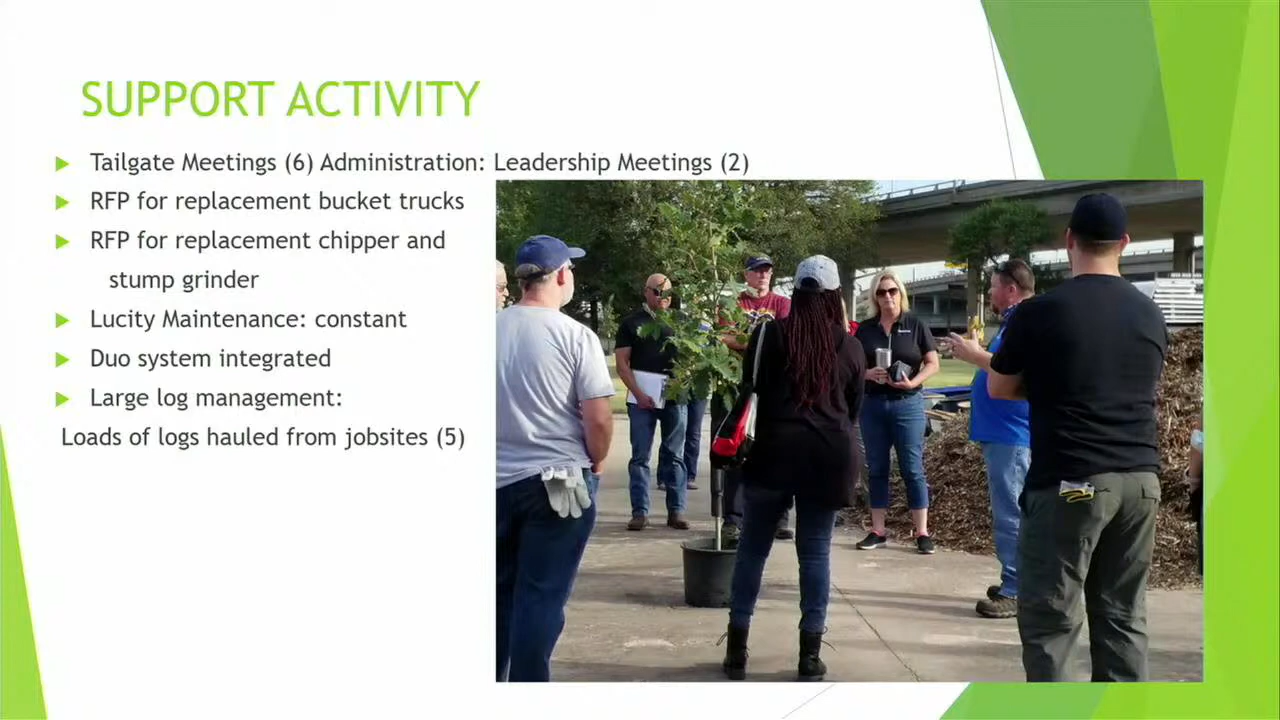 SUPPORT ACTIVITY
Tailgate Meetings (6) Administration: Leadership Meetings (2)
RFP for replacement bucket trucks
RFP for replacement chipper and
stump grinder
Lucity Maintenance: constant
Duo system integrated
Large log management:
Loads of logs hauled from jobsites (5)